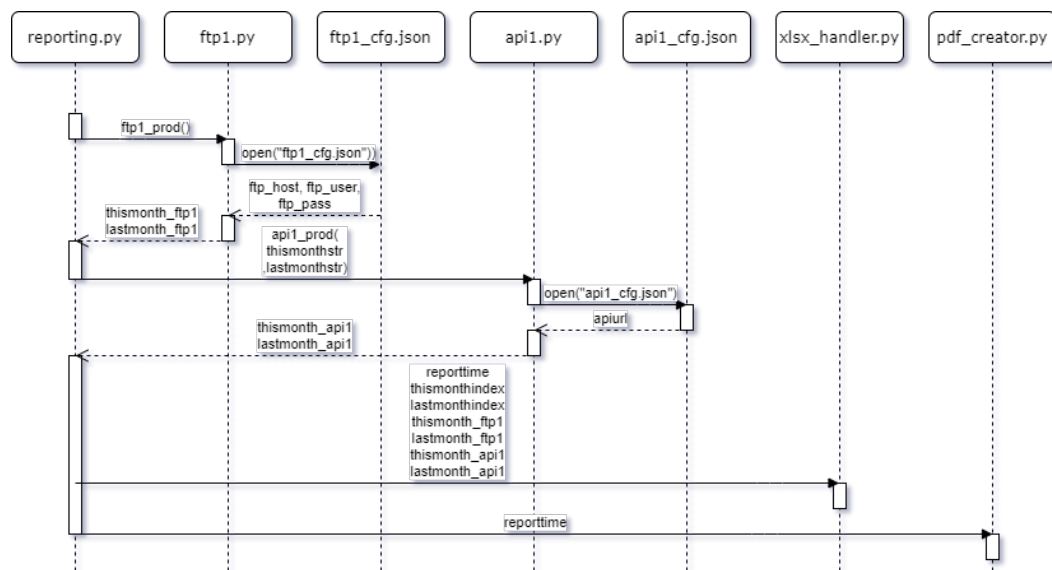 reporting.py
ftp1.py
ftp1_cfg.json
api1.py
api1_cfg.json
xlsx_handler.py
pdf_creator.py
ftp1_prod()
open("ftp1_cfg.json"))
ftp_host, ftp_user,
ftp_pass
thismonth_ftp1
lastmonth_ftp1
api1_prod(
thismonthstr
,lastmonthstr)
open("api1_cfg.json")
apiurl
thismonth_api1
lastmonth_api1
reporttime
thismonthindex
lastmonthindex
thismonth_ftp1
lastmonth_ftp1
thismonth_api1
lastmonth_api1
reporttime